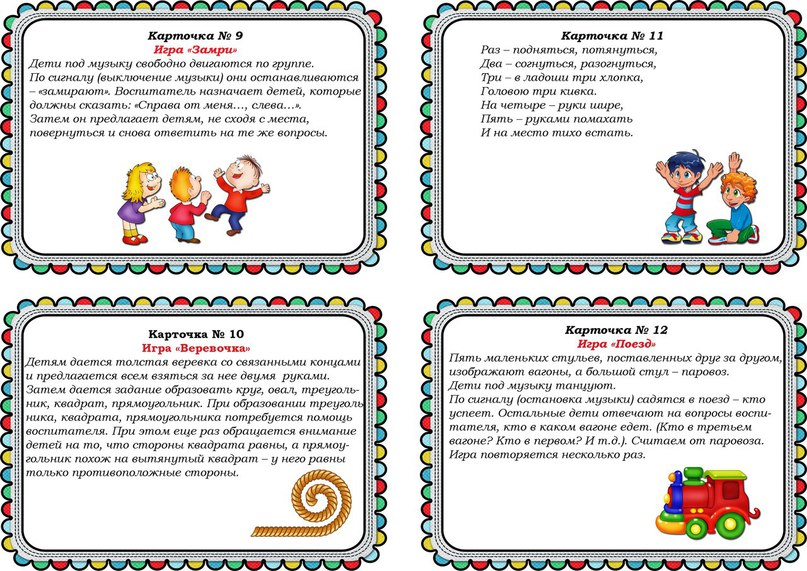 Карточка № 9
Игра «Замри»
Дети под музыку свободно двигаются по группе.
По сигналу (выключение музыки) они останавливаются
– «замирают». Воспитатель назначает детей, которые
должны сказать: «Справа от меня..., слева...».
Затем он предлагает детям, не сходя с места,
повернуться и снова ответить на те же вопросы.
Карточка № 11
Раз – подняться, потянуться,
Два – согнуться, разогнуться,
Три – в ладоши три хлопка,
Головою три кивка.
На четыре – руки шире,
Пять – руками помахать
И на место тихо встать.
Карточка № 10
Игра «Веревочка»
Детям дается толстая веревка со связанными концами
и предлагается всем взяться за нее двумя руками.
Затем дается задание образовать круг, овал, треуголь-
ник, квадрат, прямоугольник. При образовании треуголь
ника, квадрата, прямоугольника потребуется помощь
воспитателя. При этом еще раз обращается внимание
детей на то, что стороны квадрата равны, а прямоу-
гольник похож на вытянутый квадрат – у него равны
только противоположные стороны.
Карточка № 12
Игра «Поезд»
Пять маленьких стульев, поставленных друг за другом,
изображают вагоны, а большой стул – паровоз.
Дети под музыку танцуют.
По сигналу (остановка музыки) садятся в поезд – кто
успеет. Остальные дети отвечают на вопросы воспи-
тателя, кто в каком вагоне едет. (Кто в третьем
вагоне? Кто в первом? И т.д.). Считаем от паровоза.
Игра повторяется несколько раз.